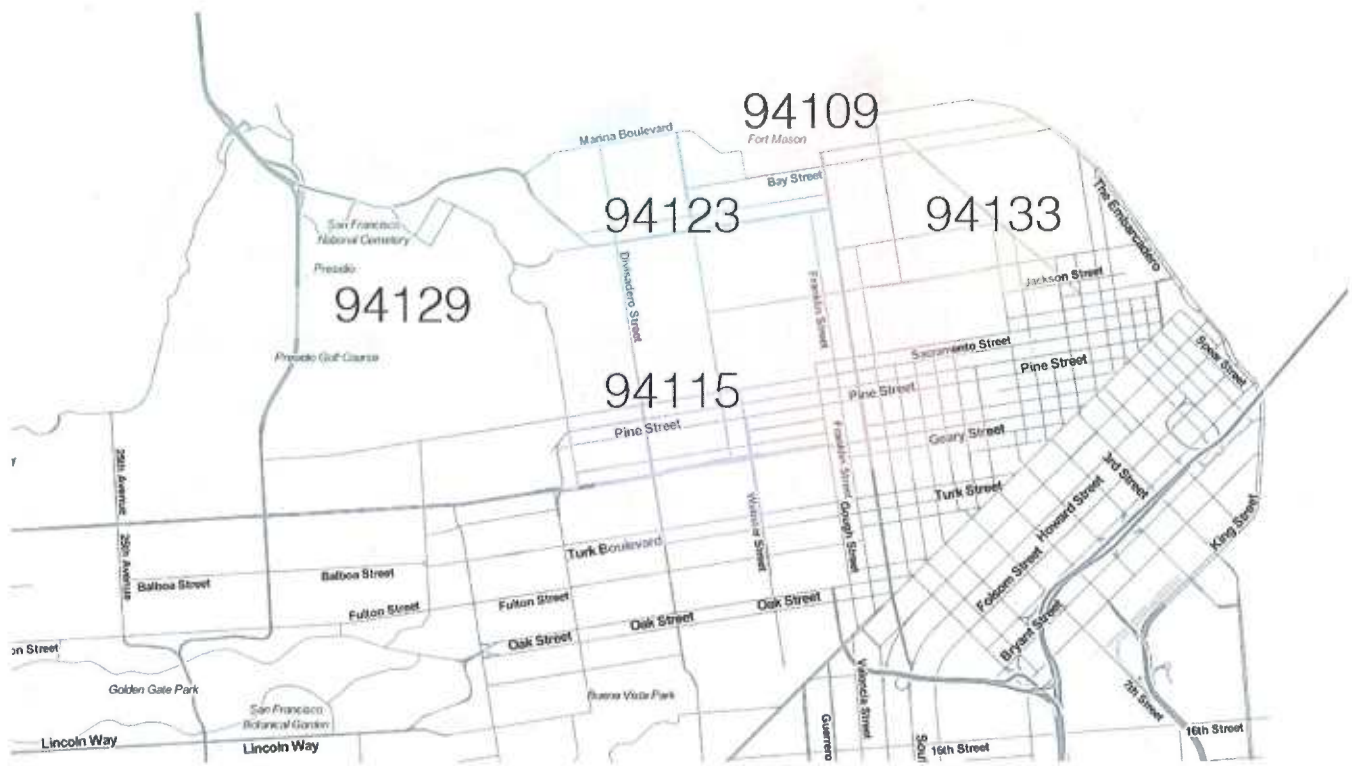 94109
Marina Boulevard
Fort Mason
Bay Street
The Embarcadero
94123
94133
San Francisco
National Cemetery
Presidio
94129
Divisadero Street
Franklin Street
Jackson Street
Presidio Golf Course
Sacramento Street
Spear Street
Pine Street
94115
Pine Street
Pine Street
Geary Street
Franklin Street
25th Avenue
3rd Street
Turk Street
Howard Street
Webster Street
Gough Street
King Street
25th Avenue
Turk Boulevard
Folsom Street
Balboa Street
Balboa Street
Fulton Street
Fulton Street
Oak Street
Oak Street
Oak Street
Bryant Street
on Street
Golden Gate Park
San Francisco
Botanical Garden
Buena Vista Park
Valencia Street
7th Street
Guerrero
Sou
16th Street
16th Street
Lincoln Way
Lincoln Way